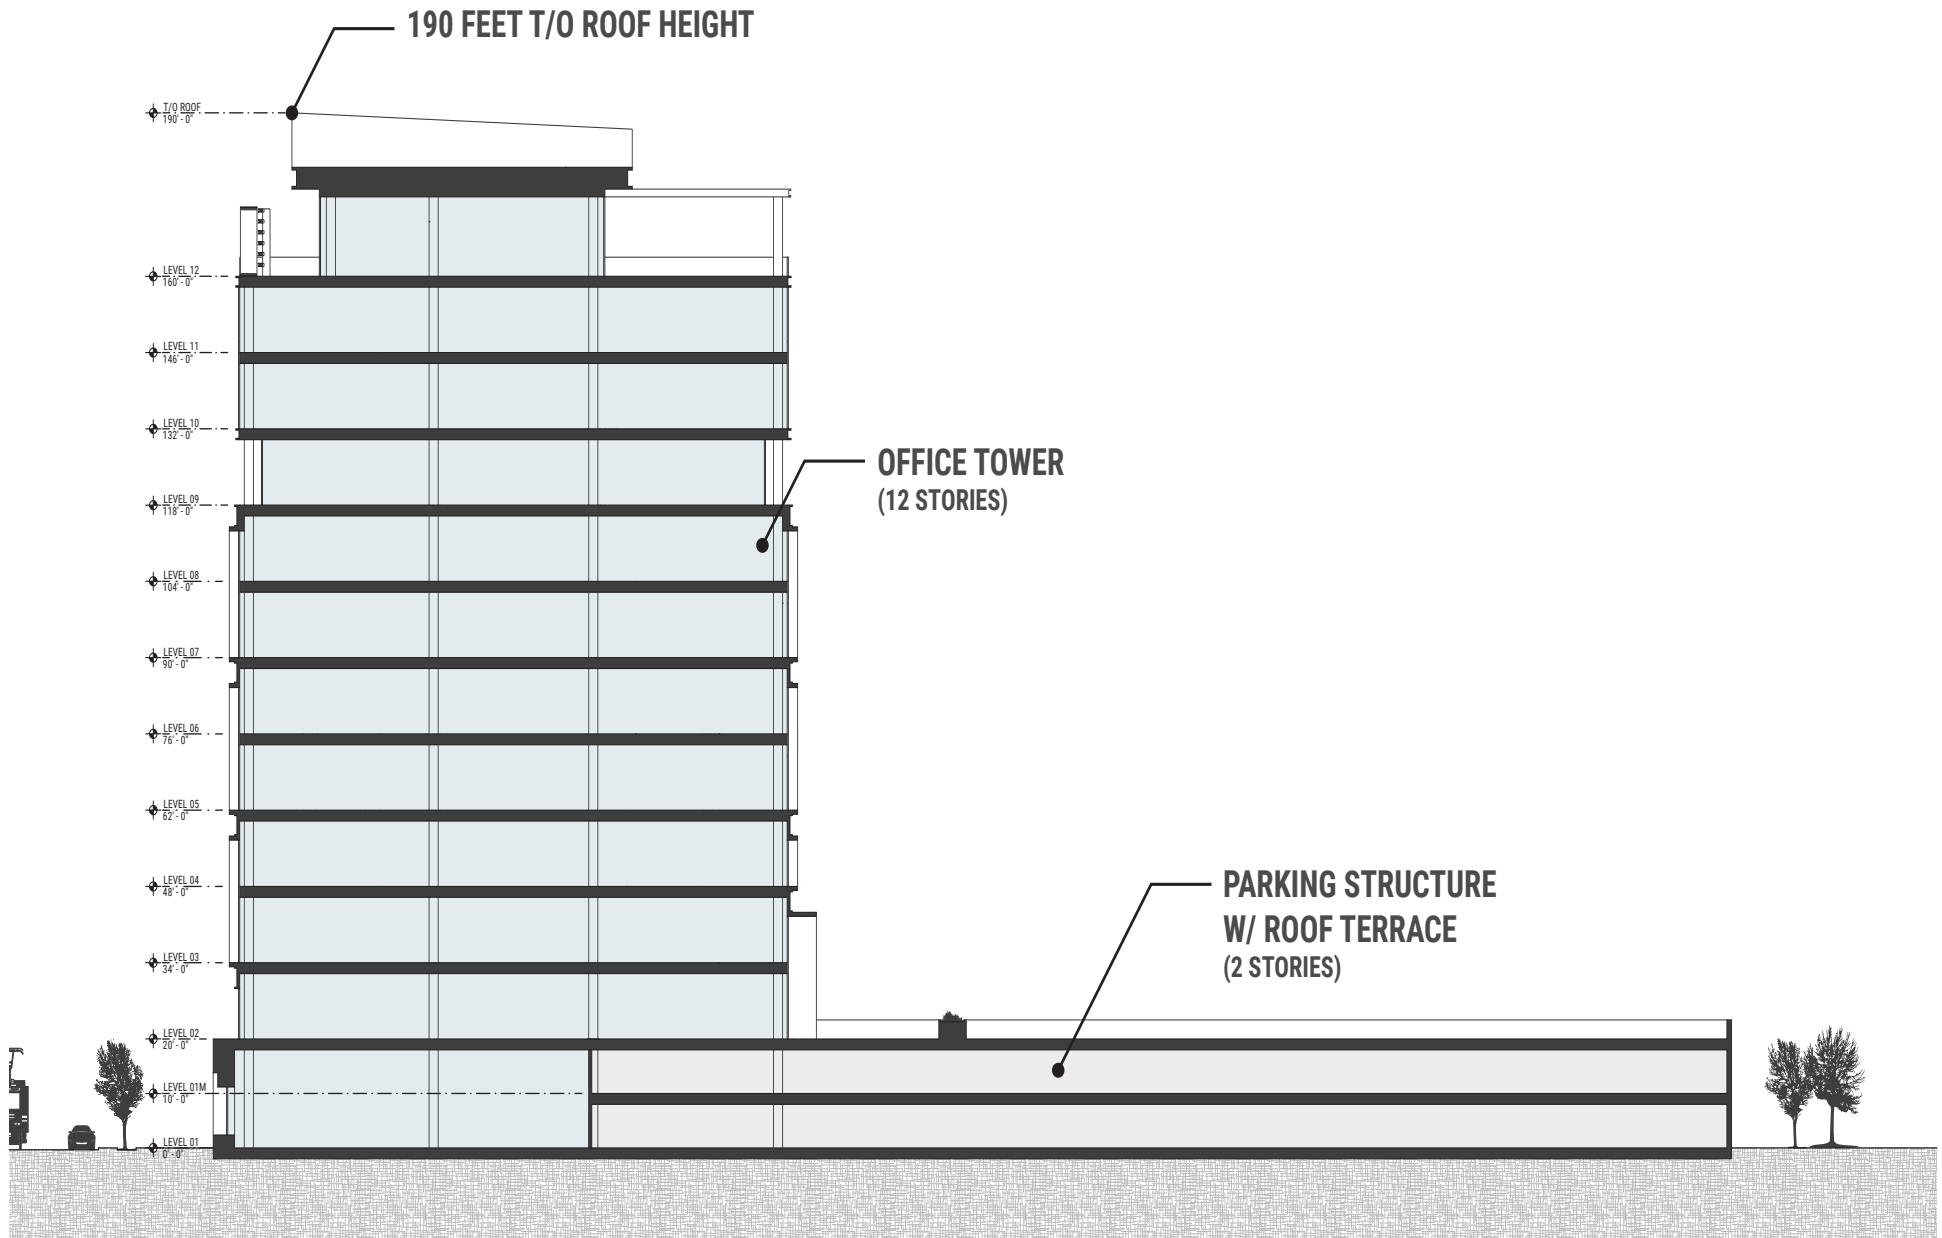 190 FEET T/O ROOF HEIGHT
T/O ROOF
190' - 0"
LEVEL 12
160' - 0"
LEVEL 11
146' - 0"
LEVEL 10
132' - 0"
OFFICE TOWER
(12 STORIES)
LEVEL 09
118' - 0"
LEVEL 08
104' - 0"
LEVEL 07
90' - 0"
LEVEL 06
76' - 0"
LEVEL 05
62' - 0"
LEVEL 04
48' - 0"
PARKING STRUCTURE
W/ ROOF TERRACE
(2 STORIES)
LEVEL 03
34' - 0"
LEVEL 02
20' - 0"
LEVEL 01M
10' - 0"
LEVEL 01
0' - 0"